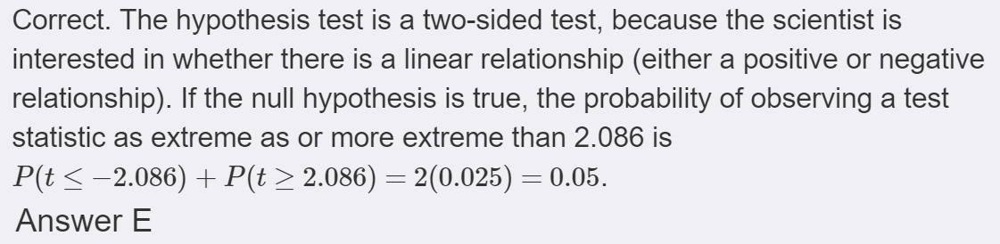 Correct. The hypothesis test is a two-sided test, because the scientist is
interested in whether there is a linear relationship (either a positive or negative
relationship). If the null hypothesis is true, the probability of observing a test
statistic as extreme as or more extreme than 2.086 is
P(t ≤ −2.086) + P(t ≥ 2.086) = 2(0.025) = 0.05.
Answer E